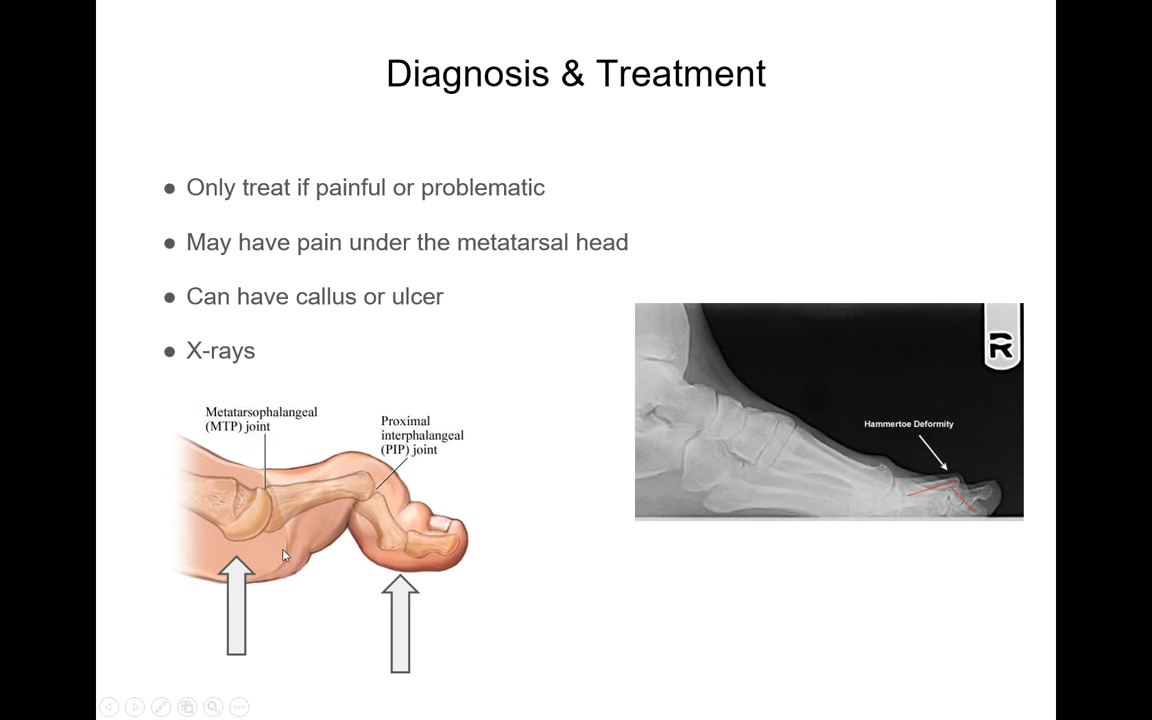 Diagnosis & Treatment
● Only treat if painful or problematic
● May have pain under the metatarsal head
● Can have callus or ulcer
● X-rays
Metatarsophalangeal
(MTP) joint
Proximal
interphalangeal
(PIP) joint
R
Hammertoe Deformity